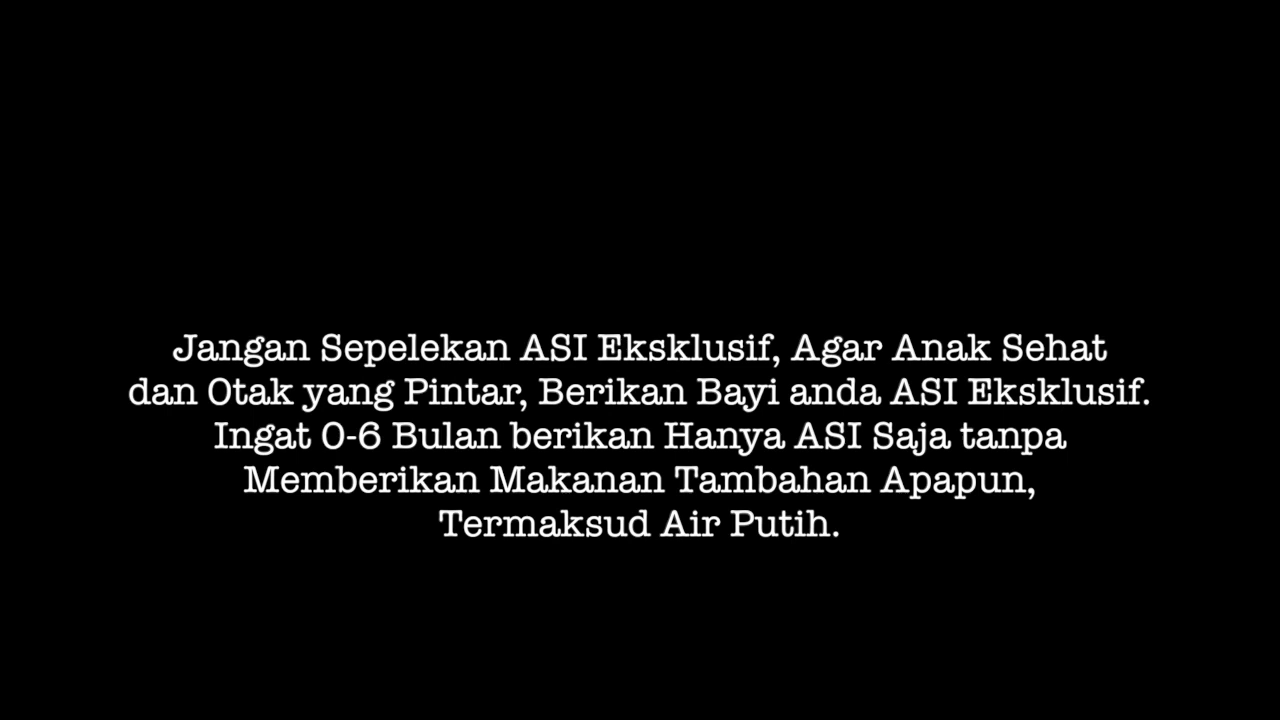 Jangan Sepelekan ASI Eksklusif, Agar Anak Sehat
dan Otak yang Pintar, Berikan Bayi anda ASI Eksklusif.
Ingat 0-6 Bulan berikan Hanya ASI Saja tanpa
Memberikan Makanan Tambahan Apapun,
Termaksud Air Putih.